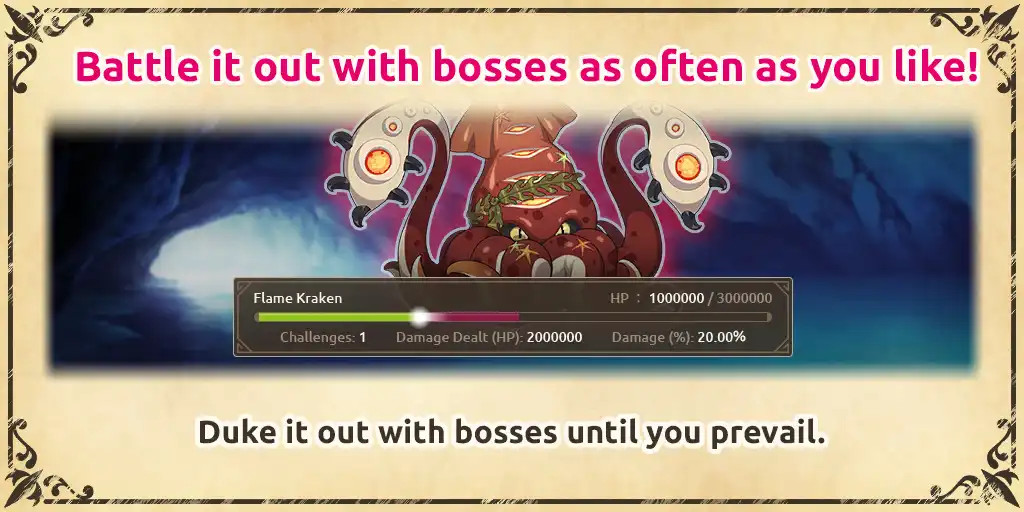 Battle it out with bosses as often as you like!
Flame Kraken HP : 1000000 / 3000000
Challenges: 1 Damage Dealt (HP): 2000000 Damage (%): 20.00%
Duke it out with bosses until you prevail.